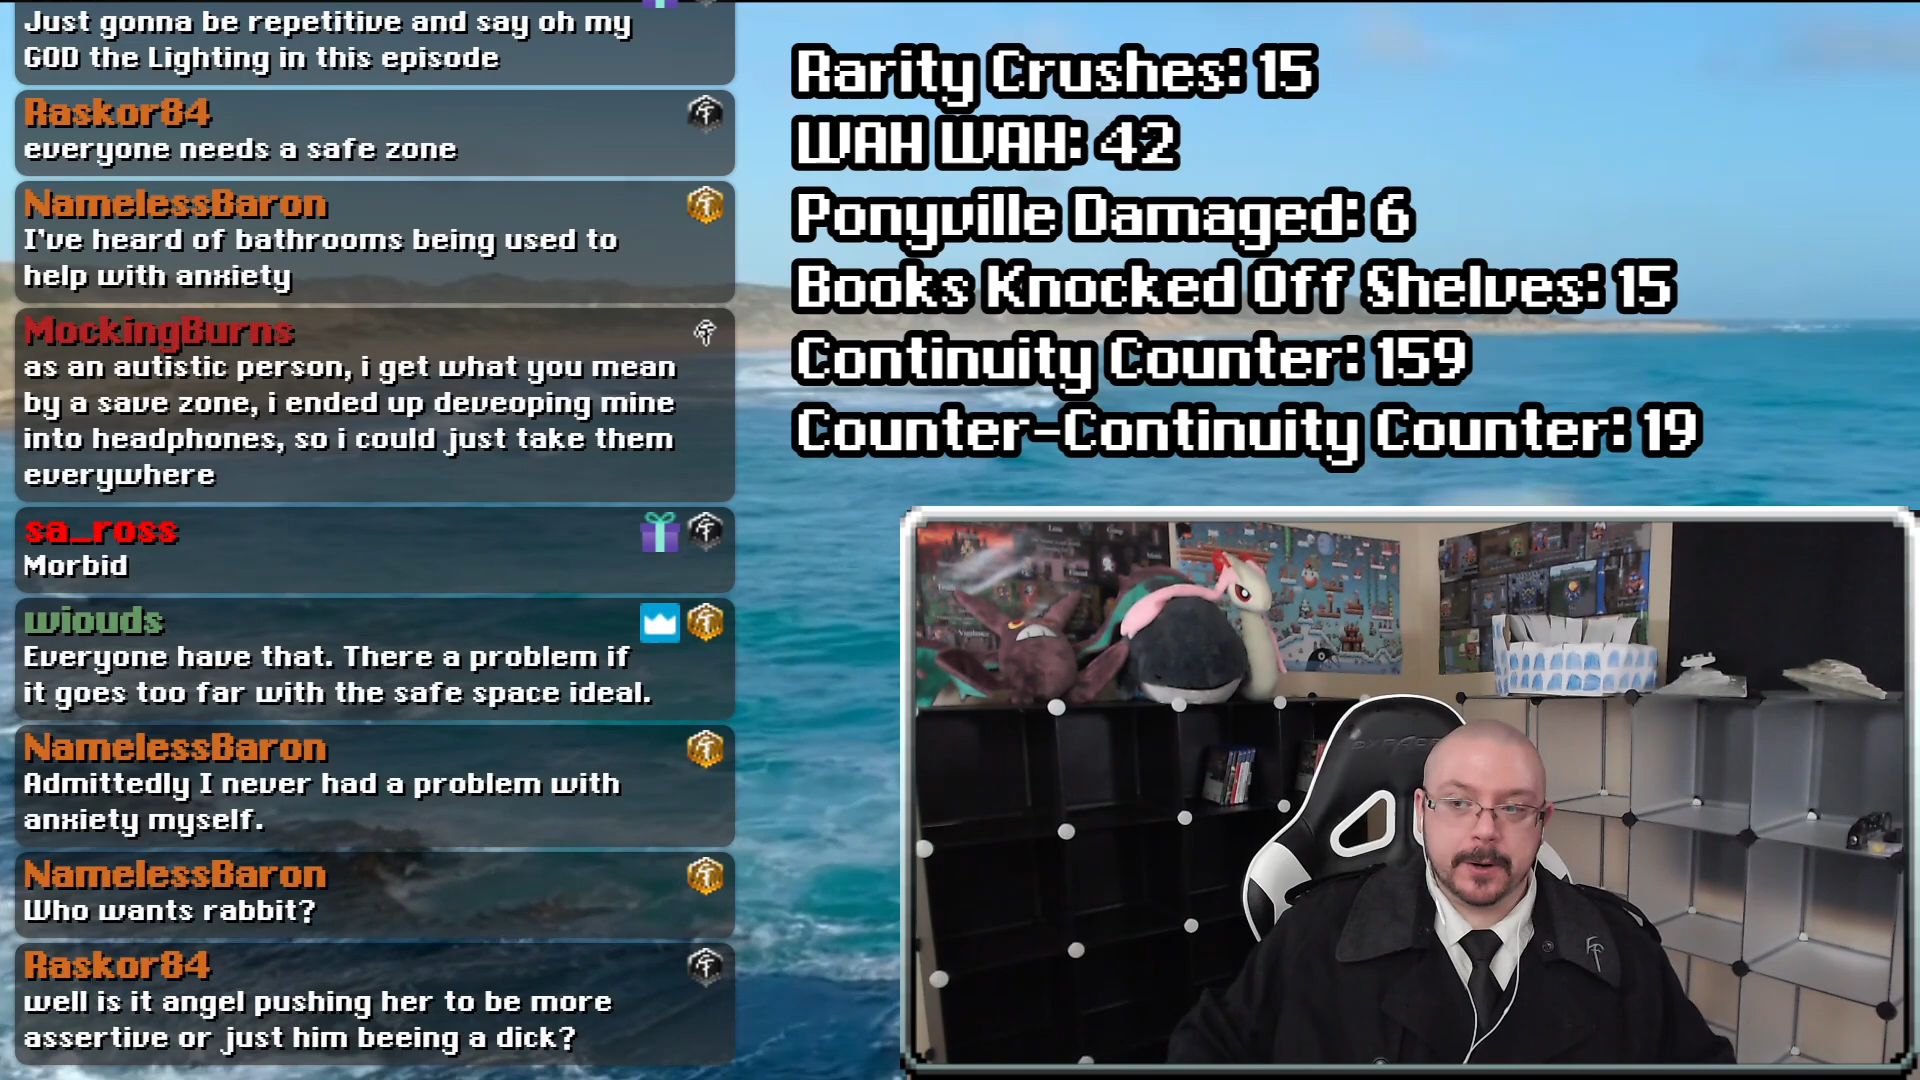 Just gonna be repetitive and say oh my
GOD the Lighting in this episode
Raskor84
everyone needs a safe zone
NamelessBaron
I've heard of bathrooms being used to
help with anxiety
MockingBurns
as an autistic person, i get what you mean
by a save zone, i ended up deveoping mine
into headphones, so i could just take them
everywhere
sa_ross
Morbid
wiouds
Everyone have that. There a problem if
it goes too far with the safe space ideal.
NamelessBaron
Admittedly I never had a problem with
anxiety myself.
NamelessBaron
Who wants rabbit?
Raskor84
well is it angel pushing her to be more
assertive or just him beeing a dick?
Rarity Crushes: 15
WAH WAH: 42
Ponyville Damaged: 6
Books Knocked Off Shelves: 15
Continuity Counter: 159
Counter-Continuity Counter: 19